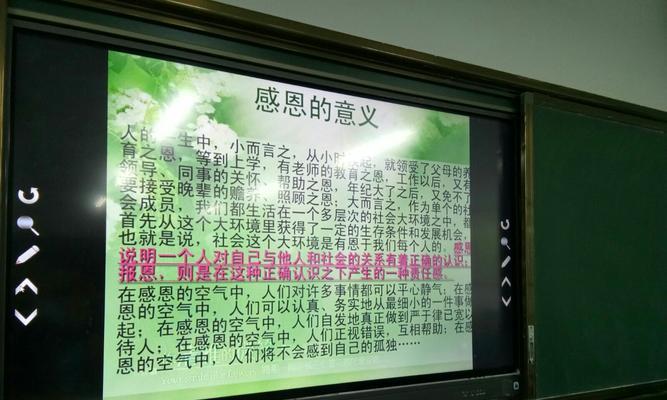 感恩的意义
人的一生中，小而言之，从小时候起，就领受了父母的养
育之恩，等到上学，有老师的教育之恩，工作以后，又有
领导、同事的关怀、帮助之恩，年纪大了之后，又免不了
要接受晚辈的赡养、照顾之恩；大而言之，作为单个的社
会成员，我们都生活在一个多层次的社会大环境之中，都
首先从这个大环境里获得了一定的生存条件和发展机会，
也就是说，社会这个大环境是有恩于我们每个人的。感恩
说明一个人对自己与他人和社会的关系有着正确的认识；
报恩、则是在这种正确认识之下产生的一种责任感。
在感恩的空气中，人们对许多事情都可以平心静气；在感
恩的空气中，人们可以认真、务实地从最细小的一件事做
起；在感恩的空气中，人们自发地真正做到严于律己宽以
待人；在感恩的空气中，人们正视错误，互相帮助；在感
恩的空气中，人们将不会感到自己的孤独……